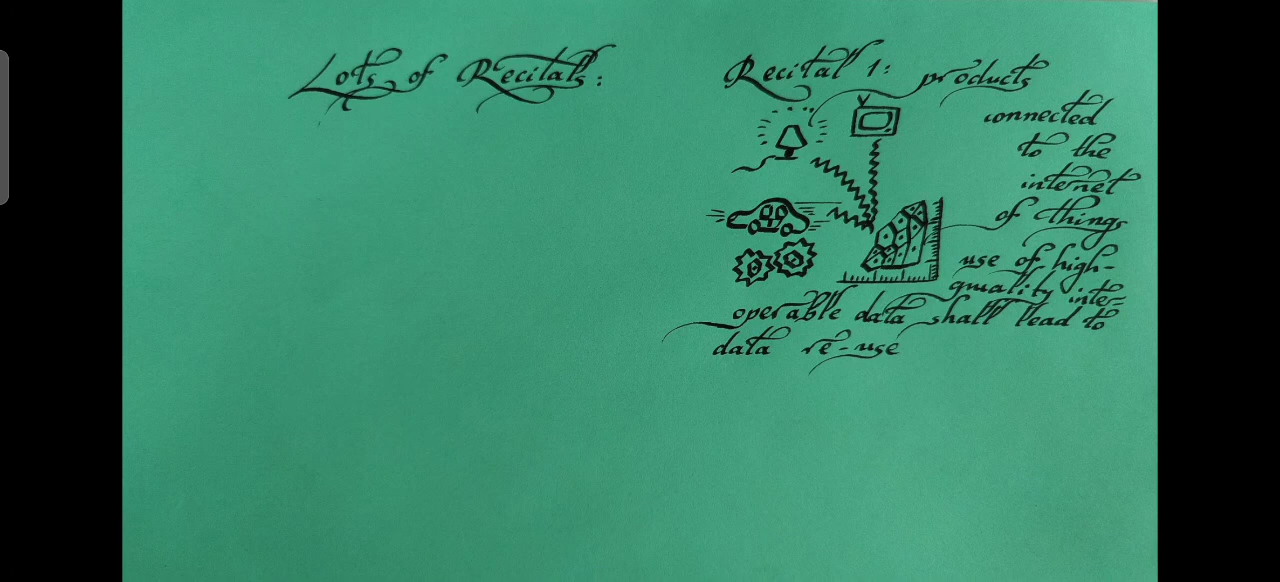 Lots of Recitals:
Recital 1: products
connected
to the
internet
of things
use of high-
quality inter-
operable data shall lead to
data re-use